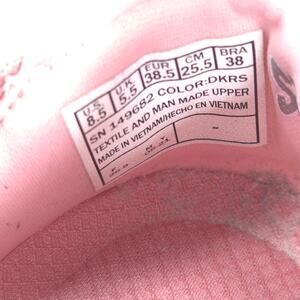 U.S. U.K. EUR CM BRA
8.5 5.5 38.5 25.5 38
SN 149682 COLOR:DKRS
TEXTILE AND MAN MADE UPPER
MADE IN VIETNAM/HECHO EN VIETNAM